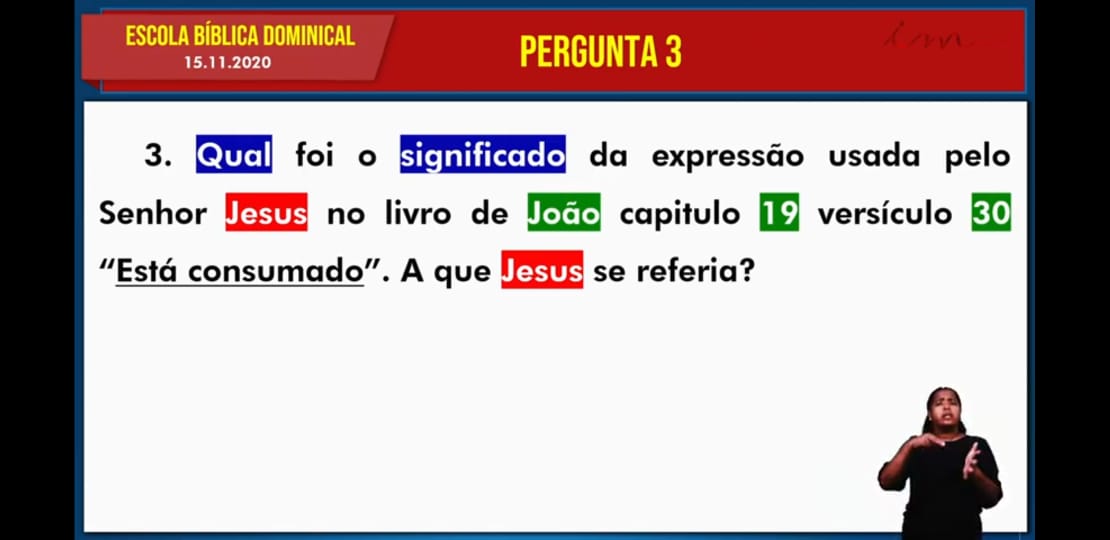 ESCOLA BÍBLICA DOMINICAL
15.11.2020
PERGUNTA 3
3. Qual foi o significado da expressão usada pelo
Senhor Jesus no livro de João capitulo 19 versículo 30
“Está consumado”. A que Jesus se referia?